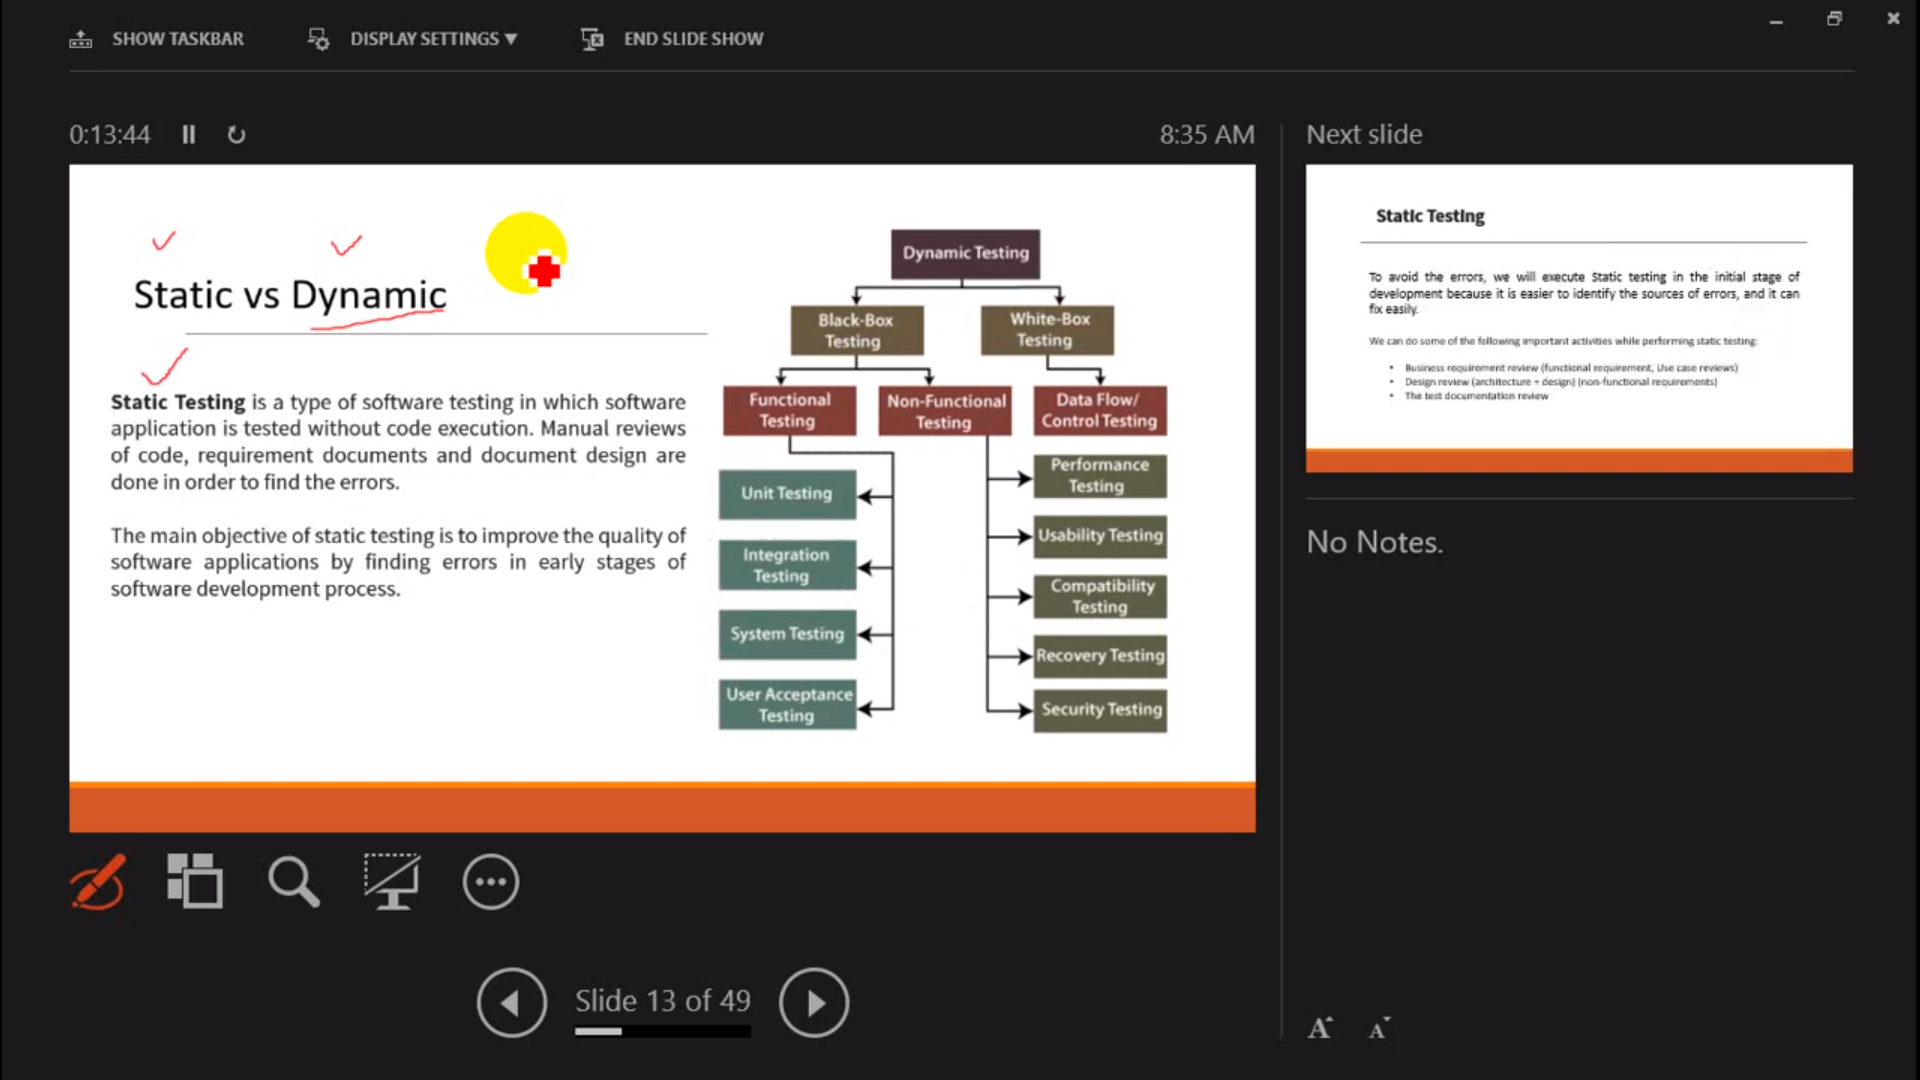 SHOW TASKBAR
DISPLAY SETTINGS ▼
END SLIDE SHOW
0:13:44
8:35 AM
Static vs Dynamic
Static Testing is a type of software testing in which software
application is tested without code execution. Manual reviews
of code, requirement documents and document design are
done in order to find the errors.
The main objective of static testing is to improve the quality of
software applications by finding errors in early stages of
software development process.
Dynamic Testing
Black-Box
Testing
White-Box
Testing
Functional
Testing
Non-Functional
Testing
Data Flow/
Control Testing
Unit Testing
Integration
Testing
System Testing
User Acceptance
Testing
Performance
Testing
Usability Testing
Compatibility
Testing
Recovery Testing
Security Testing
Next slide
Static Testing
To avoid the errors, we will execute Static testing in the initial stage of
development because it is easier to identify the sources of errors, and it can
fix easily.
We can do some of the following important activities while performing static testing:
• Business requirement review (functional requirement, Use case reviews)
• Design review (architecture + design) (non-functional requirements)
• The test documentation review
No Notes.
Slide 13 of 49
A A